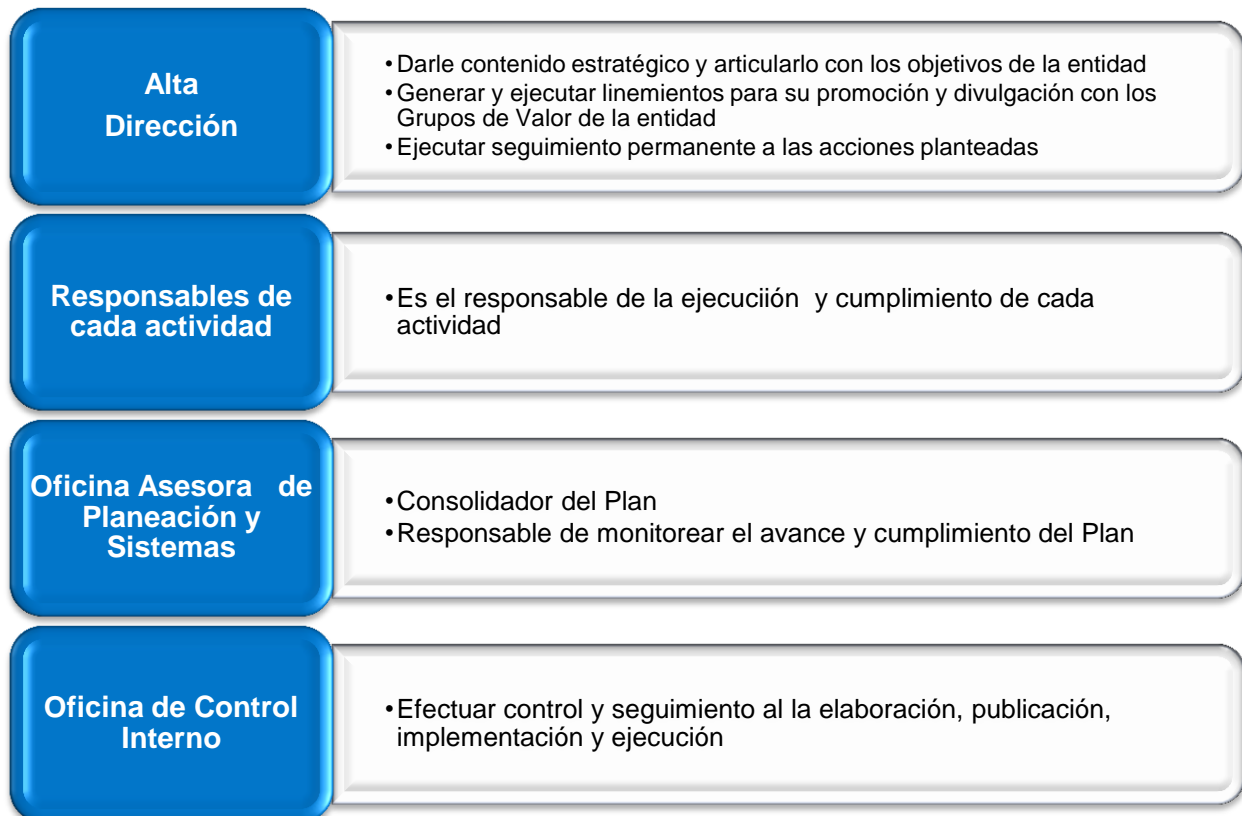 Alta
Dirección
•Darle contenido estratégico y articularlo con los objetivos de la entidad
•Generar y ejecutar linemientos para su promoción y divulgación con los
Grupos de Valor de la entidad
•Ejecutar seguimiento permanente a las acciones planteadas
Responsables de
cada actividad
•Es el responsable de la ejecuciión y cumplimiento de cada
actividad
Oficina Asesora de
Planeación y
Sistemas
•Consolidador del Plan
•Responsable de monitorear el avance y cumplimiento del Plan
Oficina de Control
Interno
•Efectuar control y seguimiento al la elaboración, publicación,
implementación y ejecución